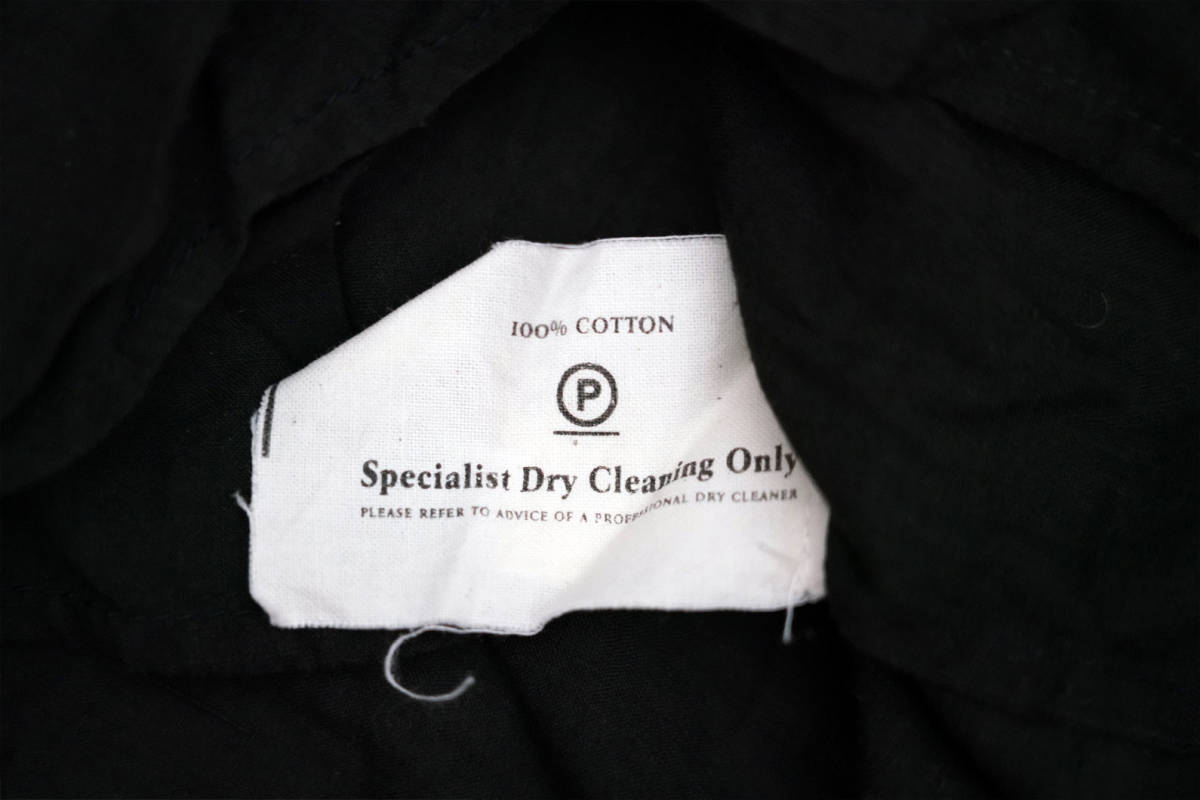 100% COTTON
P
Specialist Dry Cleaning Only
PLEASE REFER TO ADVICE OF A PROFESSIONAL DRY CLEANER